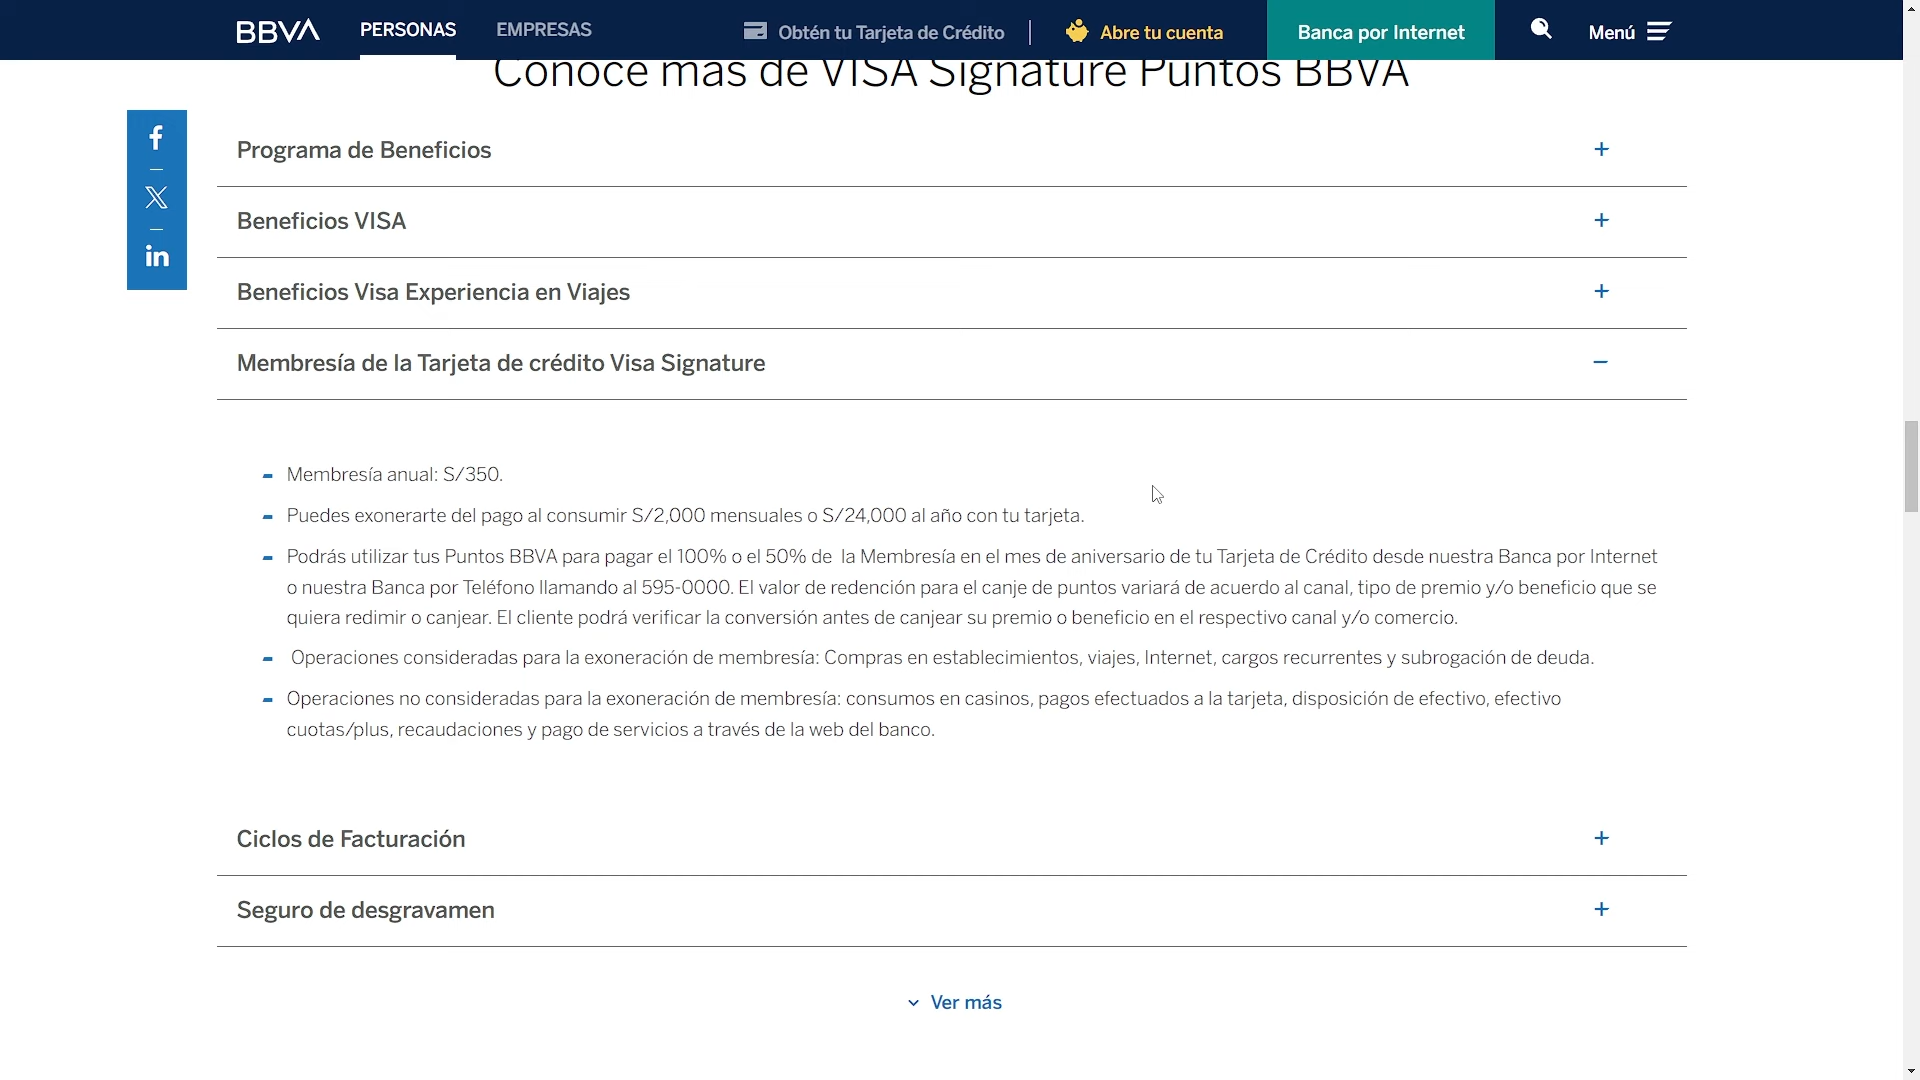 BBVA
PERSONAS
EMPRESAS
Obtén tu Tarjeta de Crédito
Abre tu cuenta
Banca por Internet
Menú
Conoce más de VISA Signature Puntos BBVA
Programa de Beneficios
Beneficios VISA
Beneficios Visa Experiencia en Viajes
Membresía de la Tarjeta de crédito Visa Signature
Membresía anual: S/350.
Puedes exonerarte del pago al consumir S/2,000 mensuales o S/24,000 al año con tu tarjeta.
Podrás utilizar tus Puntos BBVA para pagar el 100% o el 50% de la Membresía en el mes de aniversario de tu Tarjeta de Crédito desde nuestra Banca por Internet
o nuestra Banca por Teléfono llamando al 595-0000. El valor de redención para el canje de puntos variará de acuerdo al canal, tipo de premio y/o beneficio que se
quiera redimir o canjear. El cliente podrá verificar la conversión antes de canjear su premio o beneficio en el respectivo canal y/o comercio.
Operaciones consideradas para la exoneración de membresía: Compras en establecimientos, viajes, Internet, cargos recurrentes y subrogación de deuda.
Operaciones no consideradas para la exoneración de membresía: consumos en casinos, pagos efectuados a la tarjeta, disposición de efectivo, efectivo
cuotas/plus, recaudaciones y pago de servicios a través de la web del banco.
Ciclos de Facturación
Seguro de desgravamen
Ver más